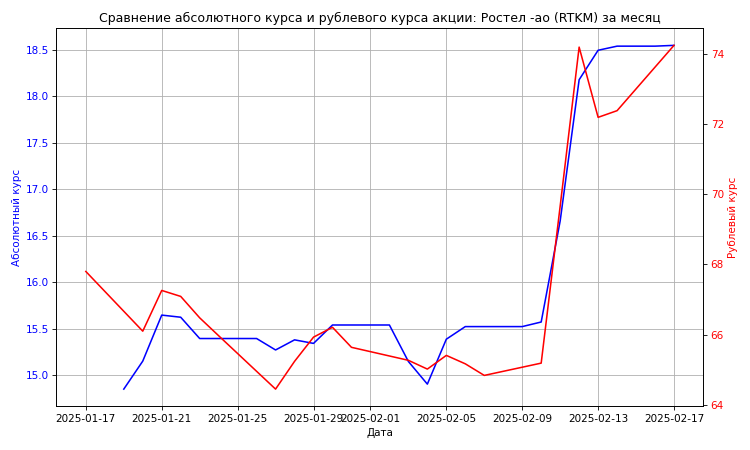 Сравнение абсолютного курса и рублевого курса акции: Ростел -ао (RTKM) за месяц
18.5
18.0
17.5
17.0
16.5
16.0
15.5
15.0
Абсолютный курс
74
72
70
68
66
64
Рублевый курс
2025-01-17 2025-01-21 2025-01-25 2025-01-29 2025-02-01 2025-02-05 2025-02-09 2025-02-13 2025-02-17
Дата